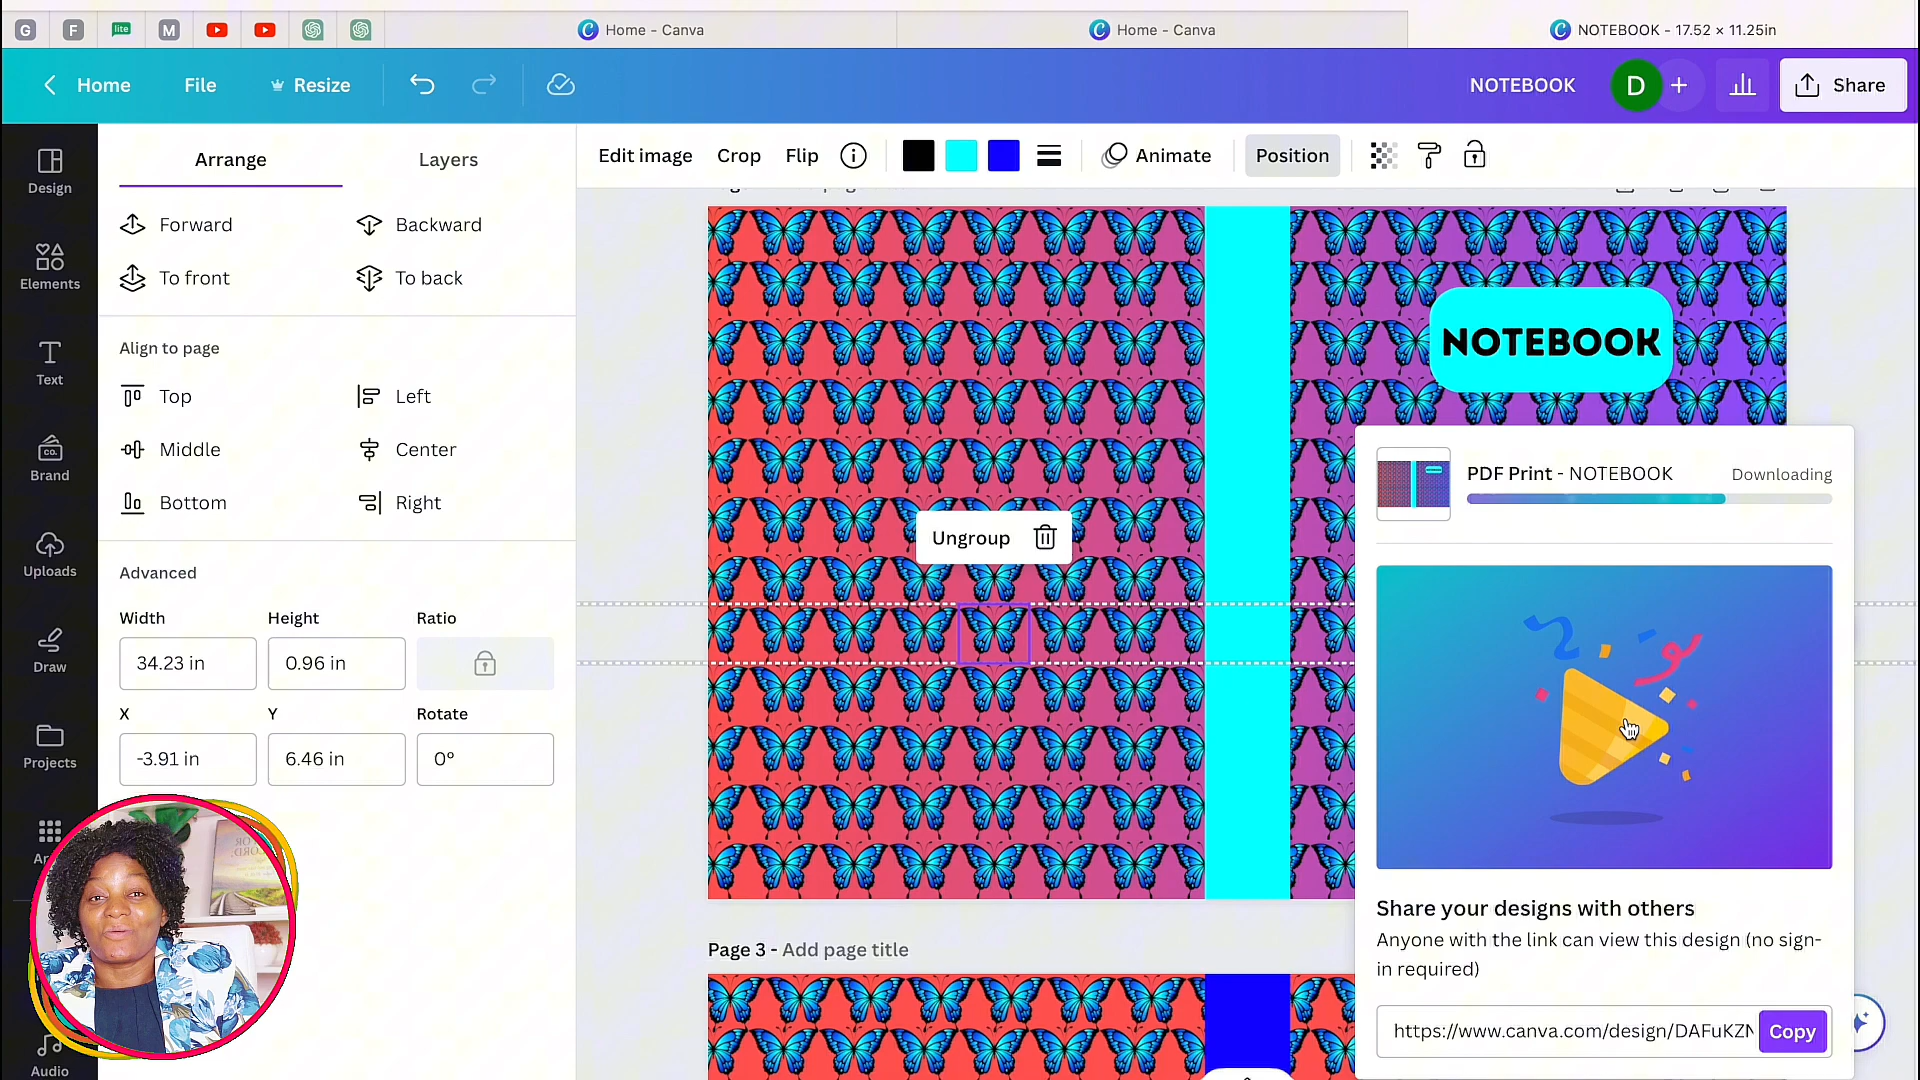 G
F
lite
M
Home - Canva
Home - Canva
NOTEBOOK - 17.52 × 11.25in
Home
File
Resize
NOTEBOOK
D
+
Share
Design
Elements
Text
Brand
Uploads
Draw
Projects
Audio
Arrange
Layers
Forward
Backward
To front
To back
Align to page
Top
Left
Middle
Center
Bottom
Right
Advanced
Width
Height
Ratio
34.23 in
0.96 in
X
Y
Rotate
-3.91 in
6.46 in
0°
Edit image
Crop
Flip
Animate
Position
NOTEBOOK
Ungroup
Page 3 - Add page title
PDF Print - NOTEBOOK
Downloading
Share your designs with others
Anyone with the link can view this design (no sign-
in required)
https://www.canva.com/design/DAFuKZN
Copy